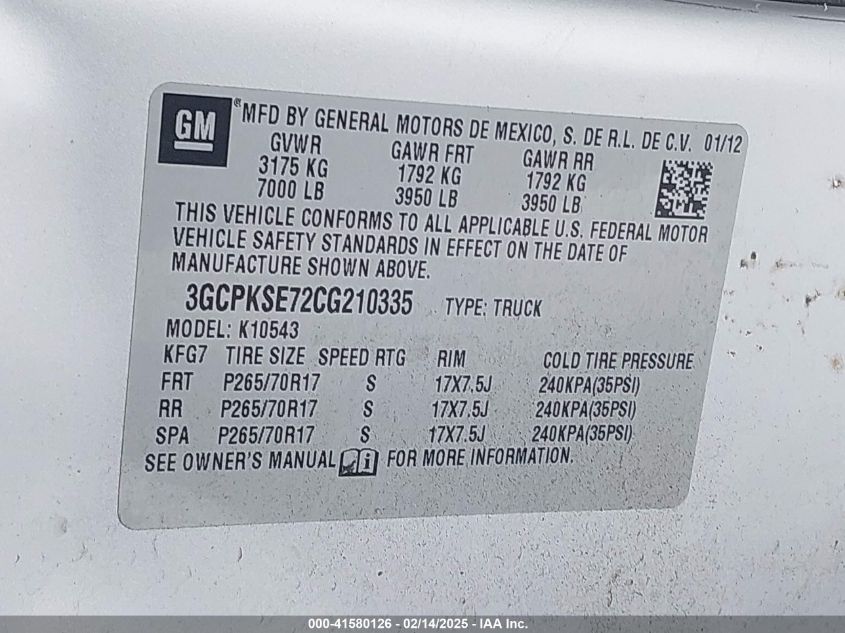 GM ® MFD BY GENERAL MOTORS DE MEXICO, S. DE R.L. DE C.V. 01/12
GVWR GAWR FRT GAWR RR
3175 KG 1792 KG 1792 KG
7000 LB 3950 LB 3950 LB
THIS VEHICLE CONFORMS TO ALL APPLICABLE U.S. FEDERAL MOTOR
VEHICLE SAFETY STANDARDS IN EFFECT ON THE DATE OF
MANUFACTURE SHOWN ABOVE.
3GCPKSE72CG210335 TYPE: TRUCK
MODEL: K10543
KFG7 TIRE SIZE SPEED RTG RIM COLD TIRE PRESSURE
FRT P265/70R17 S 17X7.5J 240KPA(35PSI)
RR P265/70R17 S 17X7.5J 240KPA(35PSI)
SPA P265/70R17 S 17X7.5J 240KPA(35PSI)
SEE OWNER'S MANUAL i FOR MORE INFORMATION.
000-41580126 - 02/14/2025 - IAA Inc.